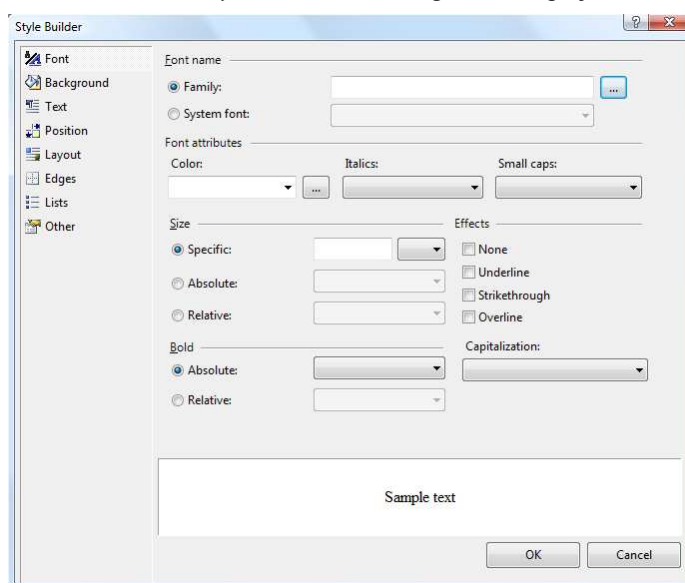 Style Builder
Font
Background
Text
Position
Layout
Edges
Lists
Other
Font name
Family:
...
System font:
Font attributes
Color:
Italics:
Small caps:
...
Size
Effects
Specific:
None
Absolute:
Underline
Strikethrough
Relative:
Overline
Bold
Capitalization:
Absolute:
Relative:
Sample text
OK
Cancel